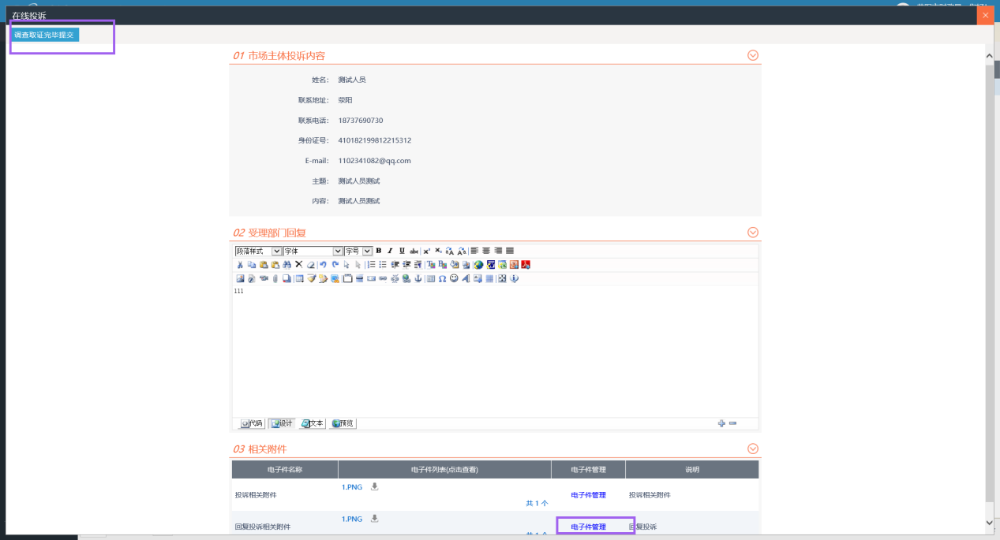 在线投诉
调查取证完毕提交
01 市场主体投诉内容
姓名： 测试人员
联系地址： 荥阳
联系电话： 18737690730
身份证号： 410182199812215312
E-mail： 1102341082@qq.com
主题： 测试人员测试
内容： 测试人员测试
02 受理部门回复
段落样式 字体 字号
111
代码 设计 文本 预览
03 相关附件
电子件名称 电子件列表(点击查看) 电子件管理 说明
投诉相关附件 1.PNG 共 1 个 电子件管理 投诉相关附件
回复投诉相关附件 1.PNG 电子件管理 回复投诉